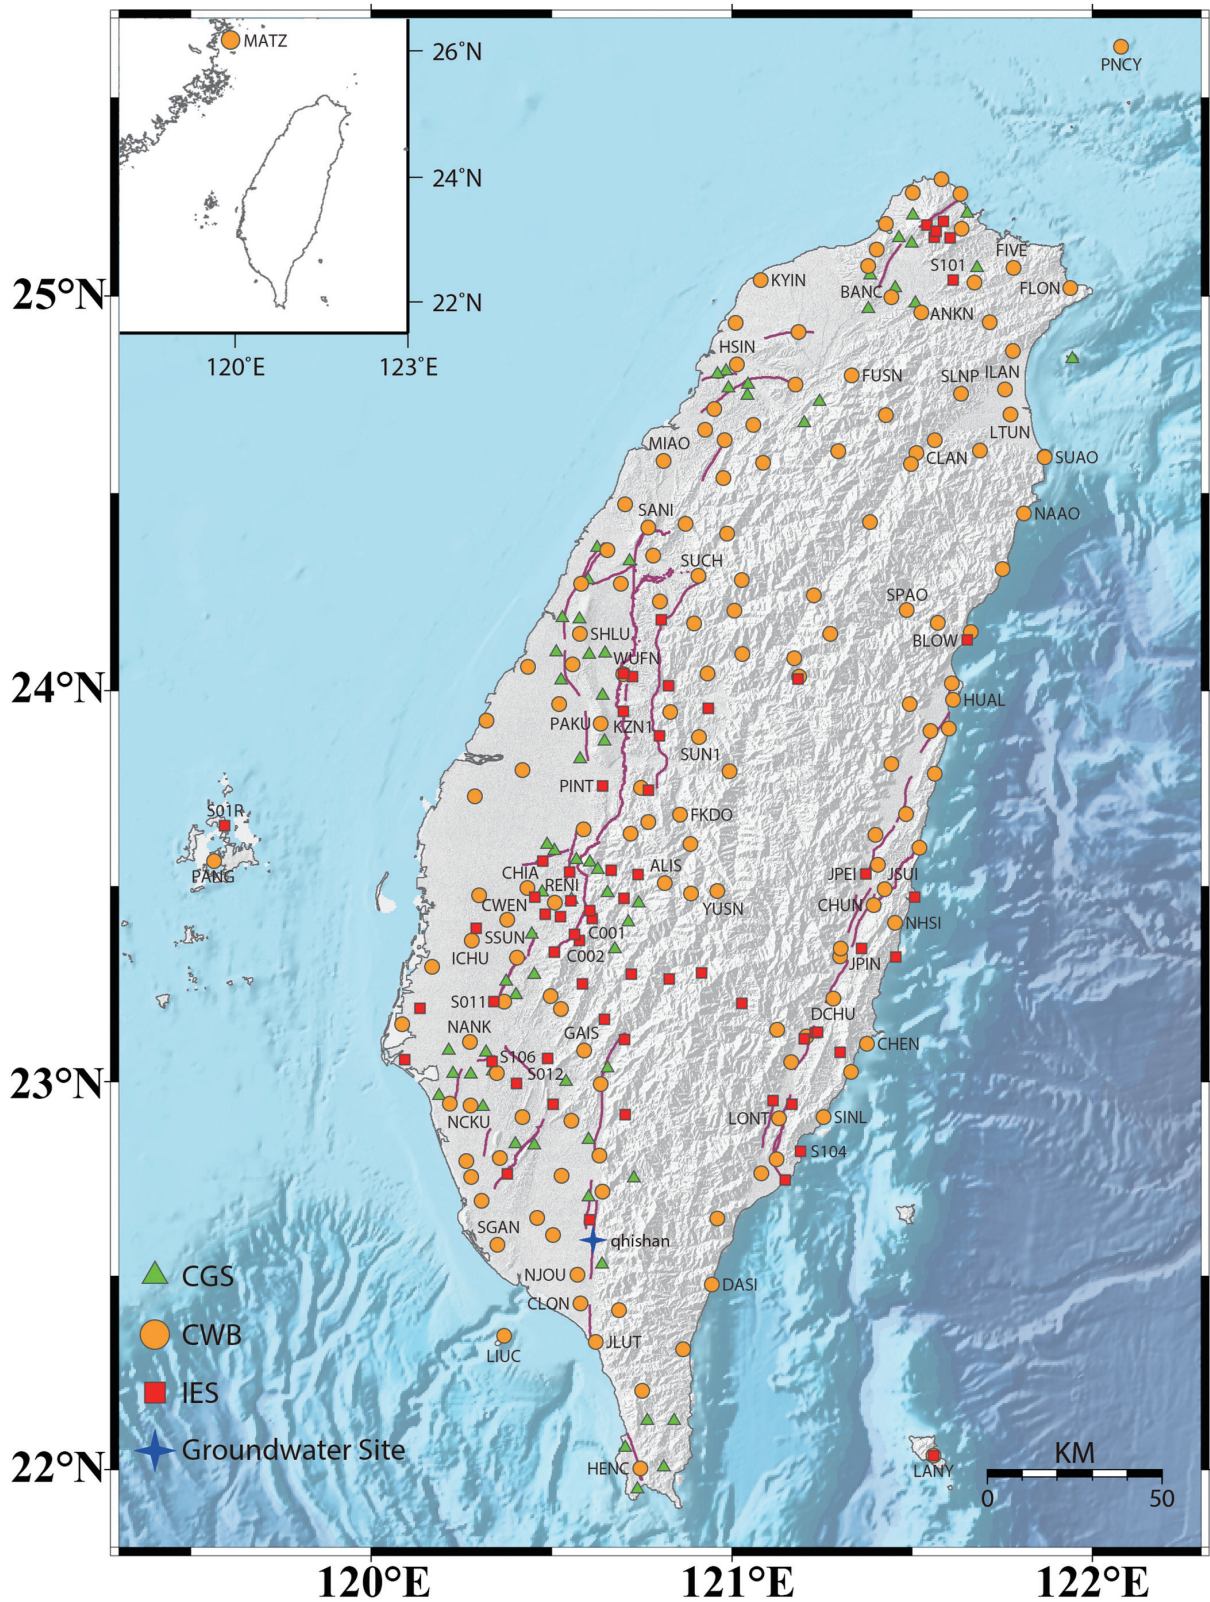 MATZ
26°N
PNCY
24°N
22°N
120°E
123°E
25°N
KYIN
S101
FIVE
BANC
FLON
ANKN
HSIN
FUSN
SLNP
ILAN
LTUN
MIAO
CLAN
SUAO
NAAO
SANI
SUCH
SPAO
SHLU
BLOW
WUFN
24°N
HUAL
PAKU
KZN1
SUN1
PINT
FKDO
S01R
PANG
CHIA
ALIS
JPEI
JSUI
RENI
CWEN
YUSN
CHUN
NHSI
C001
SSUN
ICHU
C002
JPIN
S011
DCHU
NANK
GAIS
CHEN
S106
S012
23°N
NCKU
LONT
SINL
S104
SGAN
qhishan
NJOU
DASI
CLON
JLUT
LIUC
CGS
CWB
IES
Groundwater Site
22°N
HENC
LANY
KM
0
50
120°E
121°E
122°E